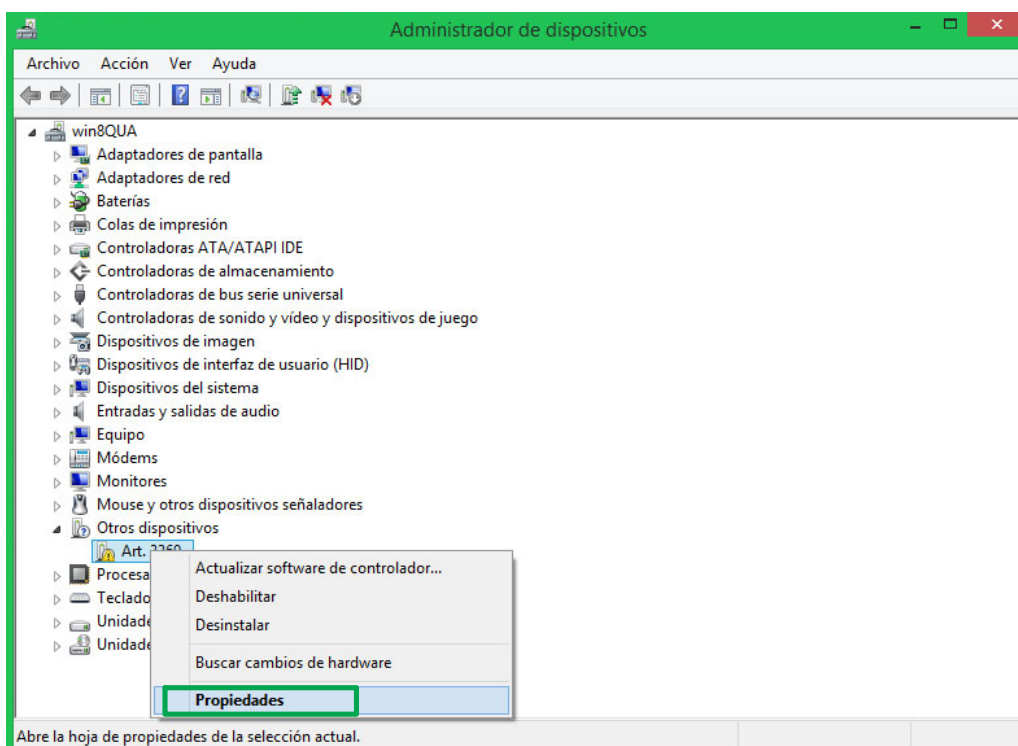 Administrador de dispositivos
Archivo Acción Ver Ayuda
win8QUA
Adaptadores de pantalla
Adaptadores de red
Baterías
Colas de impresión
Controladoras ATA/ATAPI IDE
Controladoras de almacenamiento
Controladoras de bus serie universal
Controladoras de sonido y vídeo y dispositivos de juego
Dispositivos de imagen
Dispositivos de interfaz de usuario (HID)
Dispositivos del sistema
Entradas y salidas de audio
Equipo
Módems
Monitores
Mouse y otros dispositivos señaladores
Otros dispositivos
Art.
Procesa
Teclado
Unidade
Unidade
Actualizar software de controlador...
Deshabilitar
Desinstalar
Buscar cambios de hardware
Propiedades
Abre la hoja de propiedades de la selección actual.